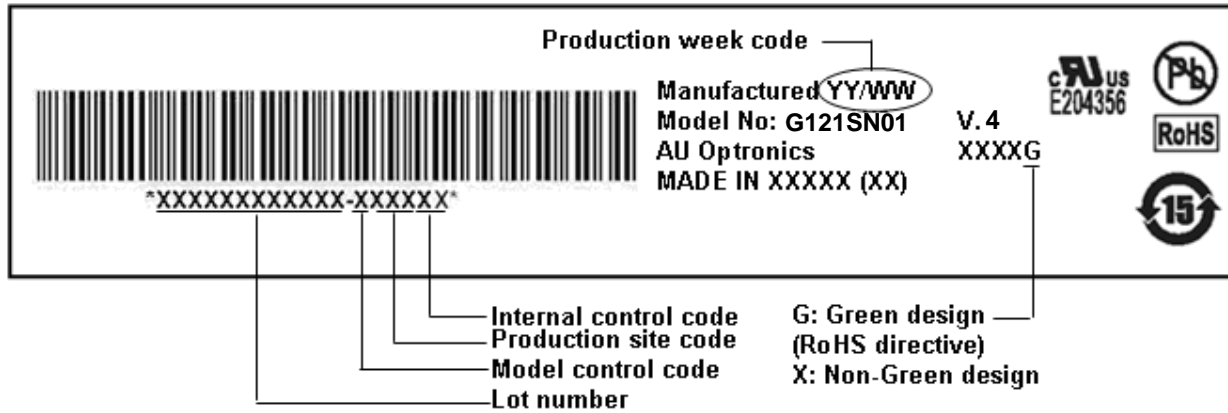 Production week code
Manufactured YY/WW
Model No: G121SN01 V.4
AU Optronics XXXXG
MADE IN XXXXX (XX)
*XXXXXXXXXXXX-XXXXXX*
c RU US
E204356
Pb
RoHS
15
Internal control code
Production site code
Model control code
Lot number
G: Green design
(RoHS directive)
X: Non-Green design